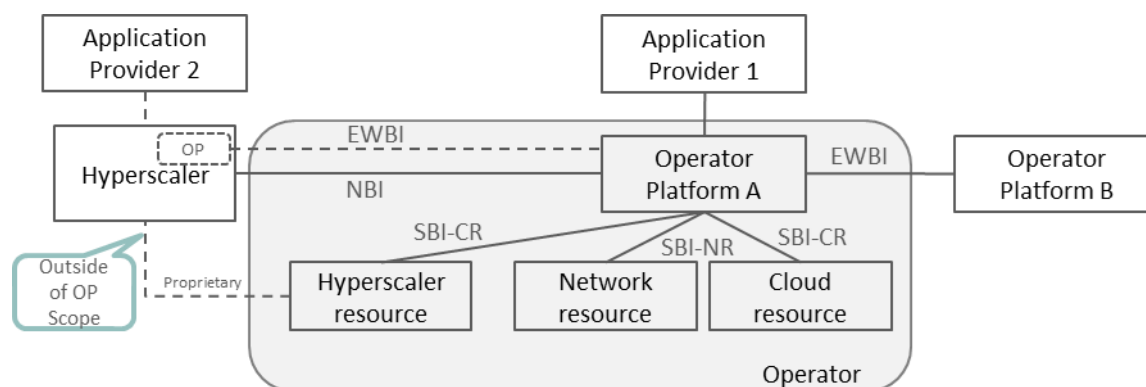 Application
Provider 2
Application
Provider 1
OP
EWBI
Hyperscaler
NBI
Operator
Platform A
EWBI
Operator
Platform B
SBI-CR
SBI-NR
SBI-CR
Outside
of OP
Scope
Proprietary
Hyperscaler
resource
Network
resource
Cloud
resource
Operator